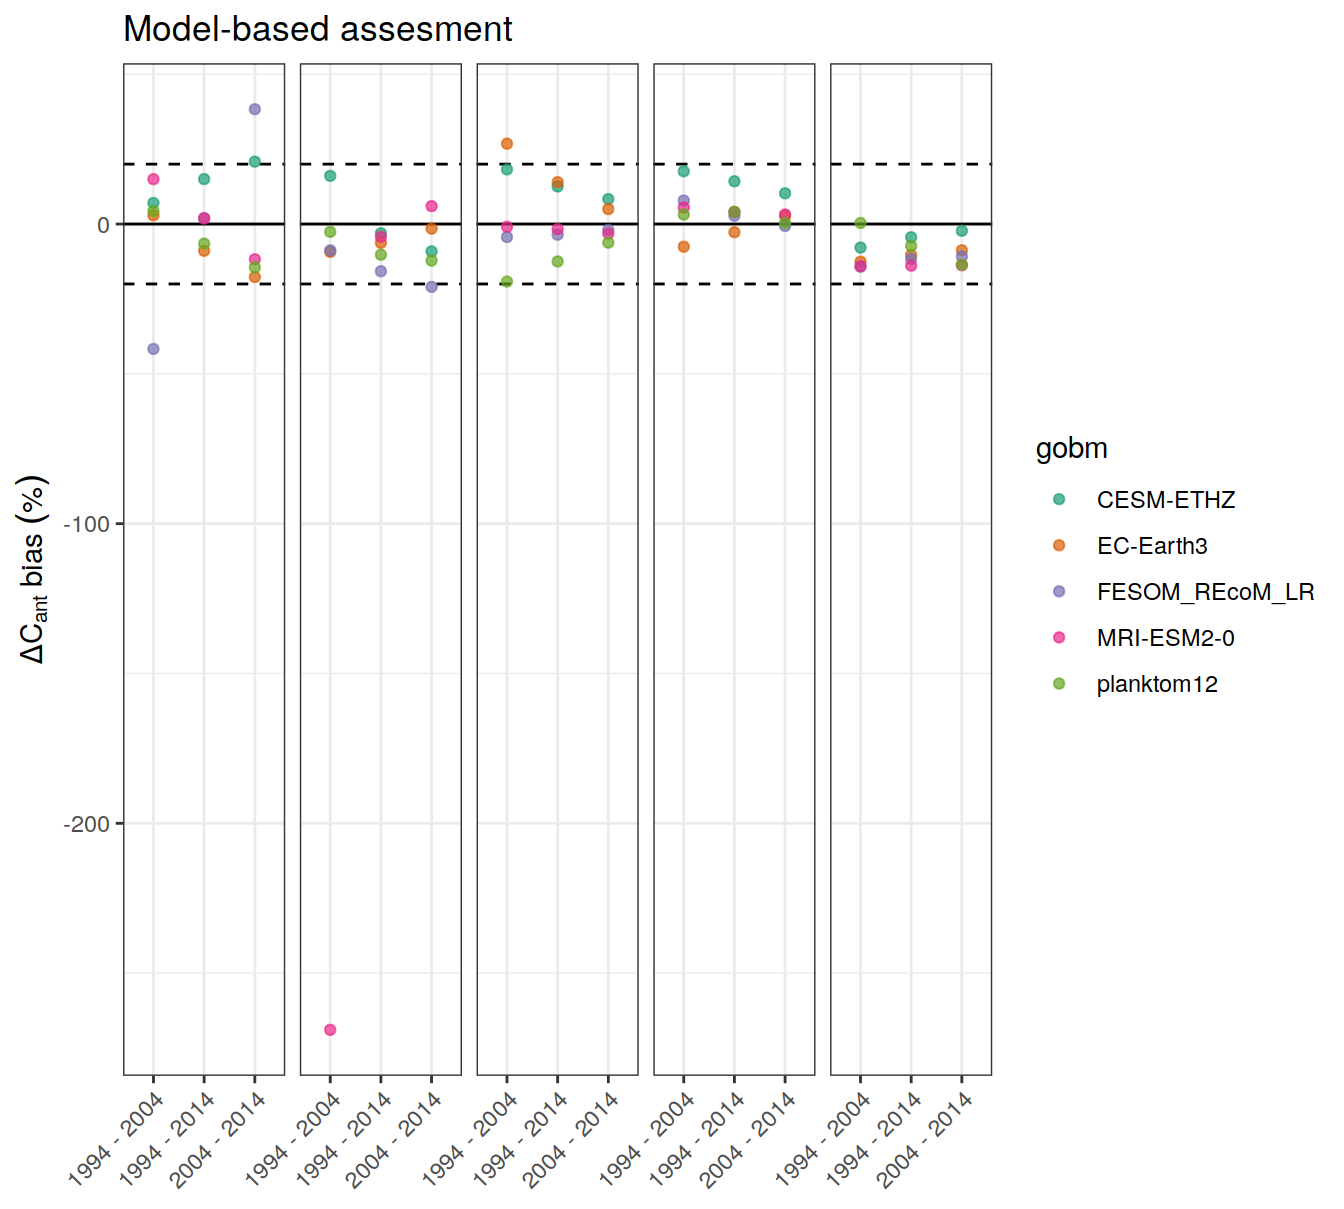 Model-based assesment
ΔCant bias (%)
0
-100
-200
1994 - 2004
1994 - 2014
2004 - 2014
1994 - 2004
1994 - 2014
2004 - 2014
1994 - 2004
1994 - 2014
2004 - 2014
1994 - 2004
1994 - 2014
2004 - 2014
1994 - 2004
1994 - 2014
2004 - 2014
gobm
CESM-ETHZ
EC-Earth3
FESOM_REcoM_LR
MRI-ESM2-0
planktom12